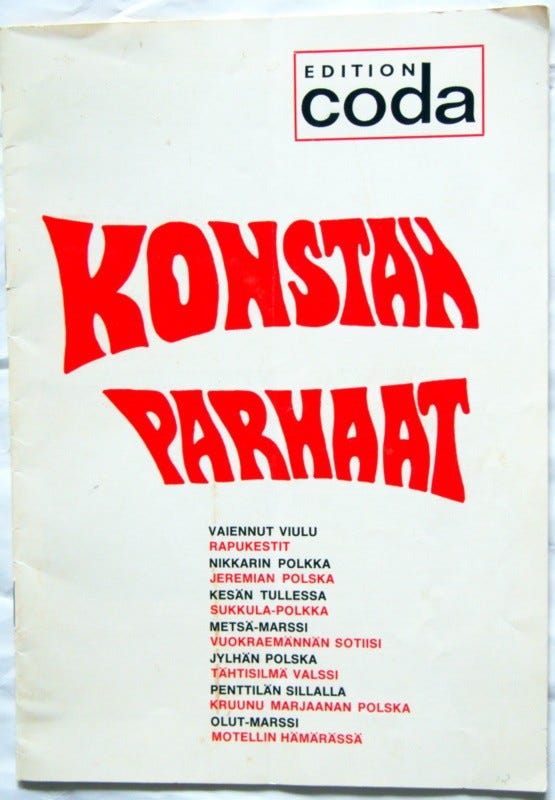 EDITION
coda
KONSTAN
PARHAAT
VAIENNUT VIULU
RAPUKESTIT
NIKKARIN POLKKA
JEREMIAN POLSKA
KESÄN TULLESSA
SUKKULA-POLKKA
METSÄ-MARSSI
VUOKRAEMÄNNÄN SOTIISI
JYLHÄN POLSKA
TÄHTISILMÄ VALSSI
PENTTILÄN SILLALLA
KRUUNU MARJAANAN POLSKA
OLUT-MARSSI
MOTELLIN HÄMÄRÄSSÄ